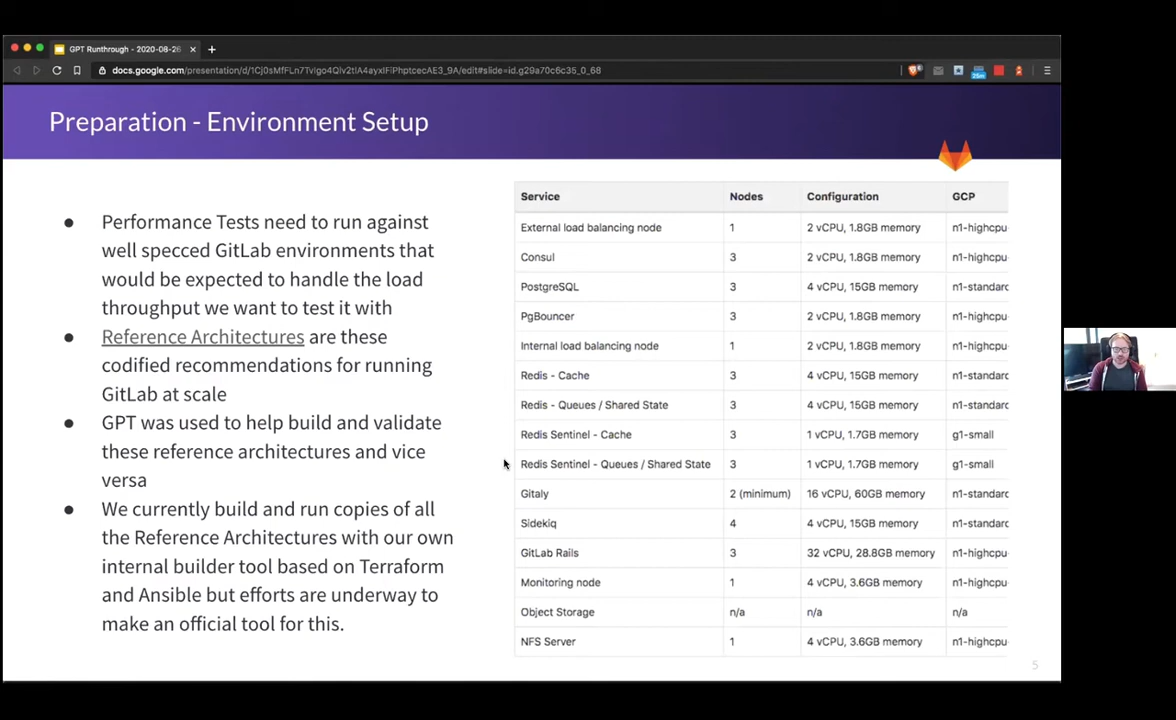 GPT Runthrough - 2020-08-26
docs.google.com/presentation/d/
Preparation - Environment Setup
Performance Tests need to run against
well specced GitLab environments that
would be expected to handle the load
throughput we want to test it with
Reference Architectures are these
codified recommendations for running
GitLab at scale
GPT was used to help build and validate
these reference architectures and vice
versa
We currently build and run copies of all
the Reference Architectures with our own
internal builder tool based on Terraform
and Ansible but efforts are underway to
make an official tool for this.
Service Nodes Configuration GCP
External load balancing node 1 2 vCPU, 1.8GB memory n1-highcpu-
Consul 3 2 vCPU, 1.8GB memory n1-highcpu-
PostgreSQL 3 4 vCPU, 15GB memory n1-standard
PgBouncer 3 2 vCPU, 1.8GB memory n1-highcpu-
Internal load balancing node 1 2 vCPU, 1.8GB memory n1-highcpu-
Redis - Cache 3 4 vCPU, 15GB memory n1-standard
Redis - Queues / Shared State 3 4 vCPU, 15GB memory n1-standard
Redis Sentinel - Cache 3 1 vCPU, 1.7GB memory g1-small
Redis Sentinel - Queues / Shared State 3 1 vCPU, 1.7GB memory g1-small
Gitaly 2 (minimum) 16 vCPU, 60GB memory n1-standard
Sidekiq 4 4 vCPU, 15GB memory n1-standard
GitLab Rails 3 32 vCPU, 28.8GB memory n1-highcpu-
Monitoring node 1 4 vCPU, 3.6GB memory n1-highcpu-
Object Storage n/a n/a n/a
NFS Server 1 4 vCPU, 3.6GB memory n1-highcpu-
5